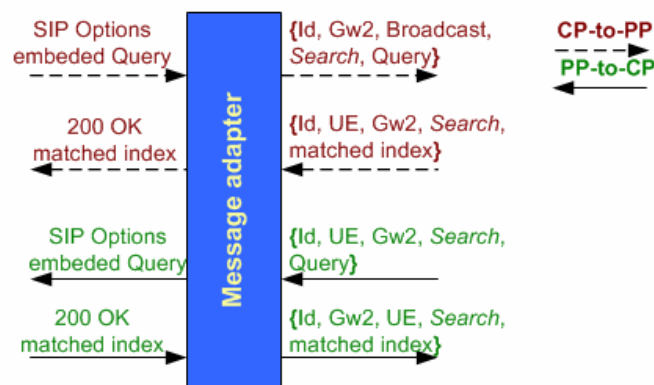 SIP Options
embeded Query
{Id, Gw2, Broadcast,
Search, Query}
CP-to-PP
PP-to-CP
200 OK
matched index
{Id, UE, Gw2, Search,
matched index}
Message adapter
SIP Options
embeded Query
{Id, UE, Gw2, Search,
Query}
200 OK
matched index
{Id, Gw2, UE, Search,
matched index}